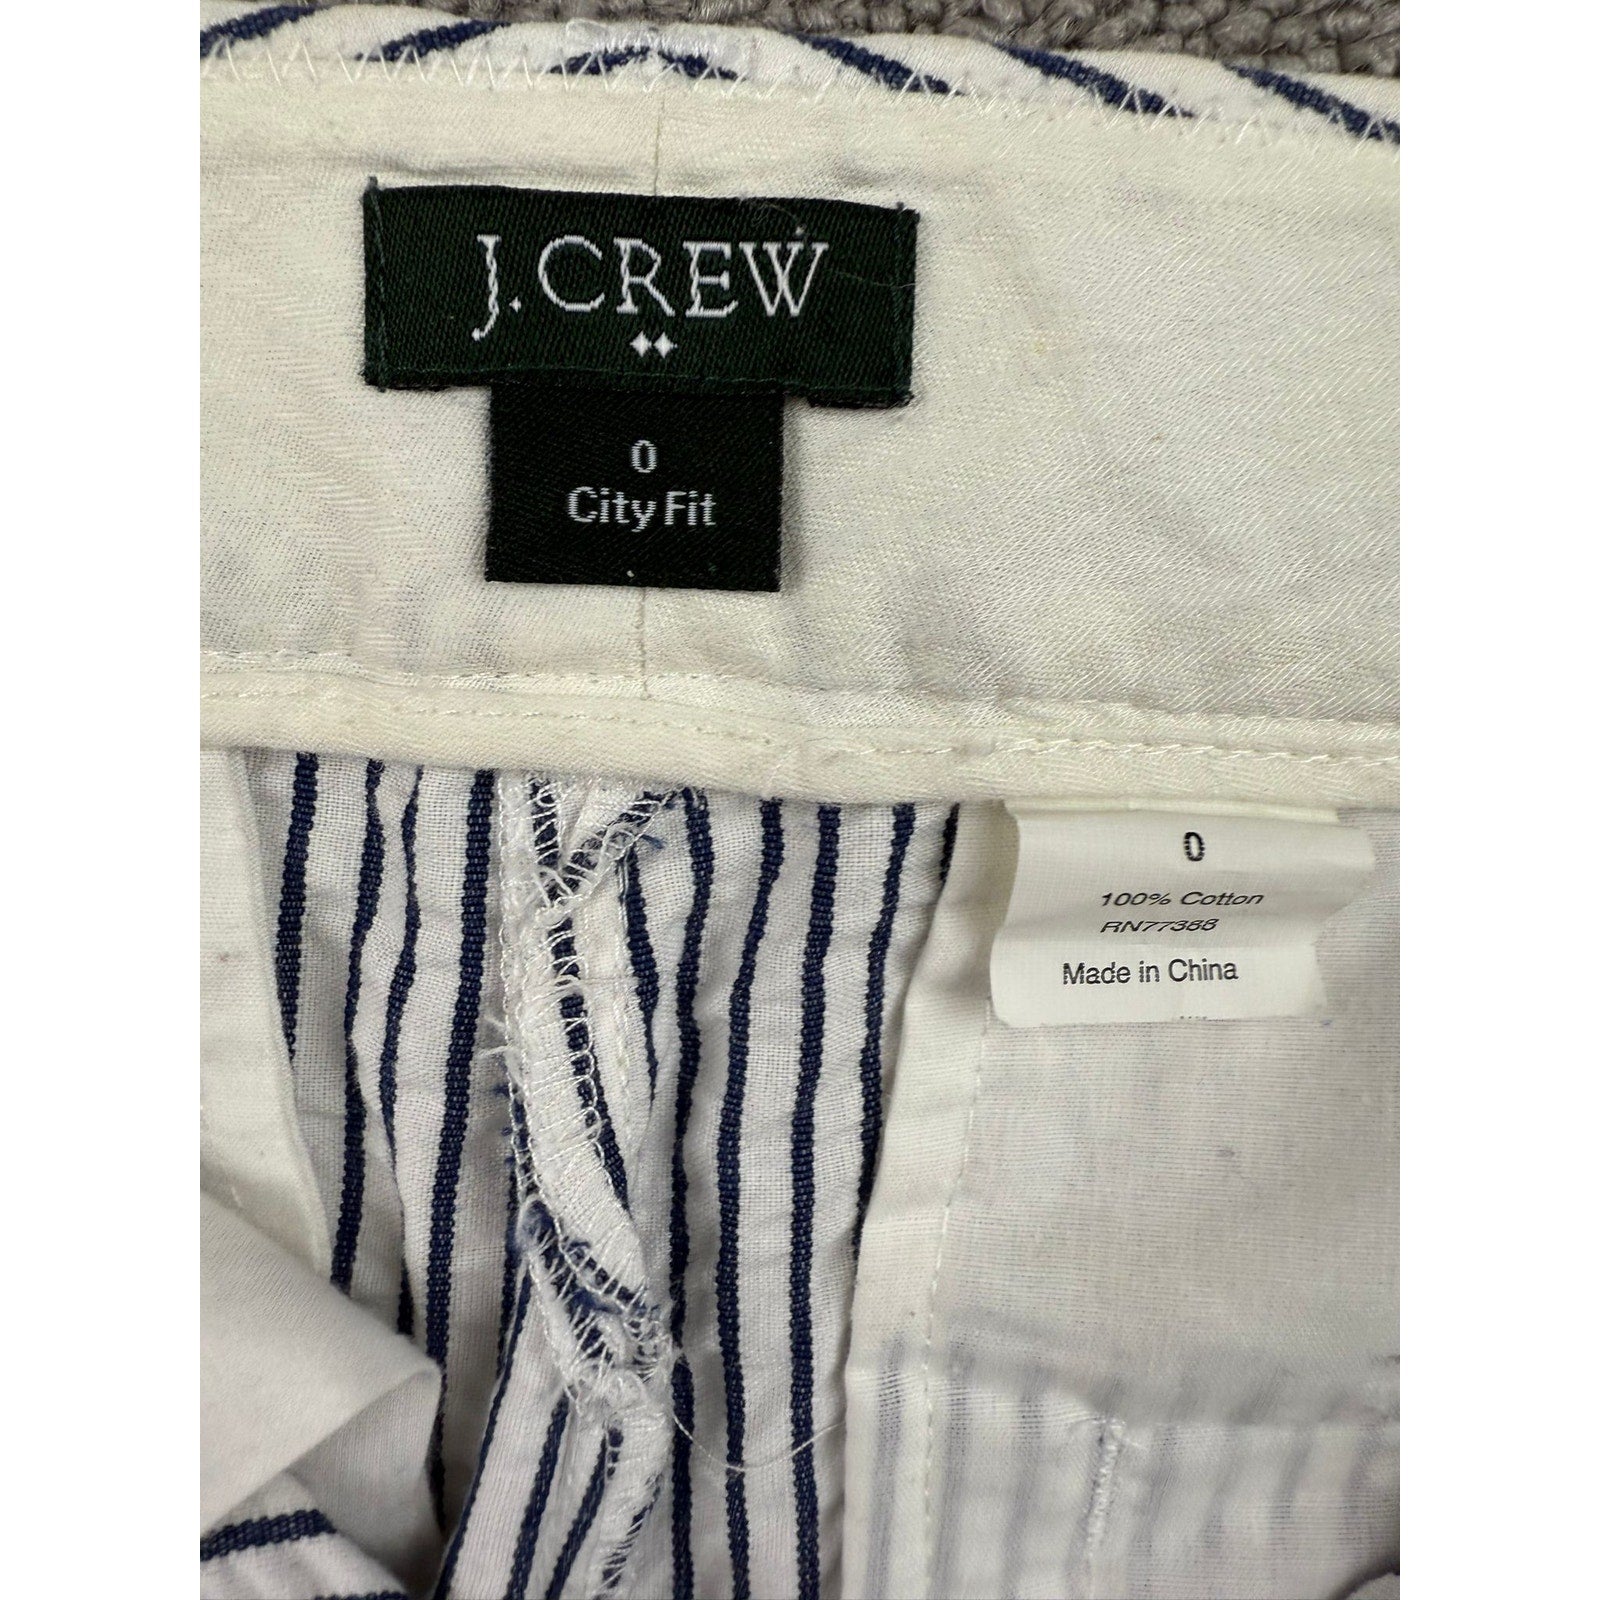 J.CREW
0
City Fit
0
100% Cotton
RN77388
Made in China